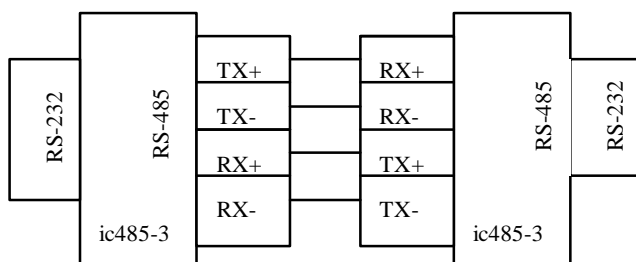 TX+ RX+
TX- RX-
RX+ TX+
RX- TX-
RS-232 RS-485 RS-485 RS-232
ic485-3 ic485-3